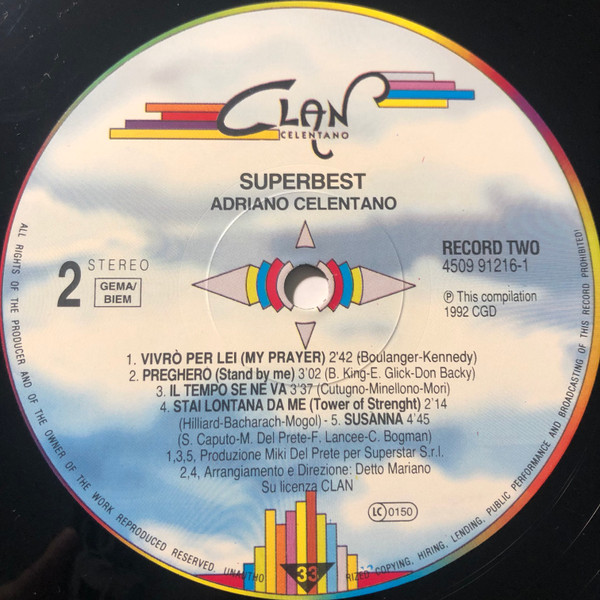 CLAN
CELENTANO
SUPERBEST
ADRIANO CELENTANO
2 STEREO
GEMA/
BIEM
RECORD TWO
4509 91216-1
℗ This compilation
1992 CGD
1. VIVRÒ PER LEI (MY PRAYER) 2'42 (Boulanger-Kennedy)
2. PREGHERO (Stand by me) 3'02 (B. King-E. Glick-Don Backy)
3. IL TEMPO SE NE VA 3'37 (Cutugno-Minellono-Mori)
4. STAI LONTANA DA ME (Tower of Strenght) 2'14
(Hilliard-Bacharach-Mogol) - 5. SUSANNA 4'45
(S. Caputo-M. Del Prete-F. Lancee-C. Bogman)
1,3,5, Produzione Miki Del Prete per Superstar S.r.l.
2,4, Arrangiamento e Direzione: Detto Mariano
Su licenza CLAN
LC 0150
33
ALL RIGHTS OF THE PRODUCER AND OF THE OWNER OF THE WORK REPRODUCED RESERVED. UNAUTHO RIZED COPYING, HIRING, LENDING, PUBLIC PERFORMANCE AND BROADCASTING OF THIS RECORD PROHIBITED!